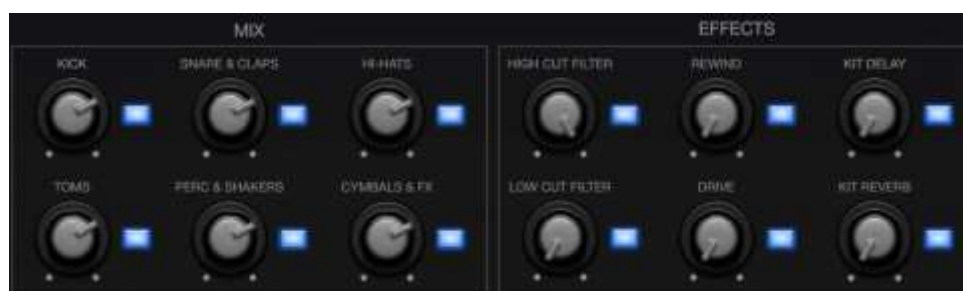 MIX
EFFECTS
KICK SNARE & CLAPS HI-HATS
HIGH CUT FILTER REWIND KIT DELAY
TOMS PERC & SHAKERS CYMBALS & FX
LOW CUT FILTER DRIVE KIT REVERB